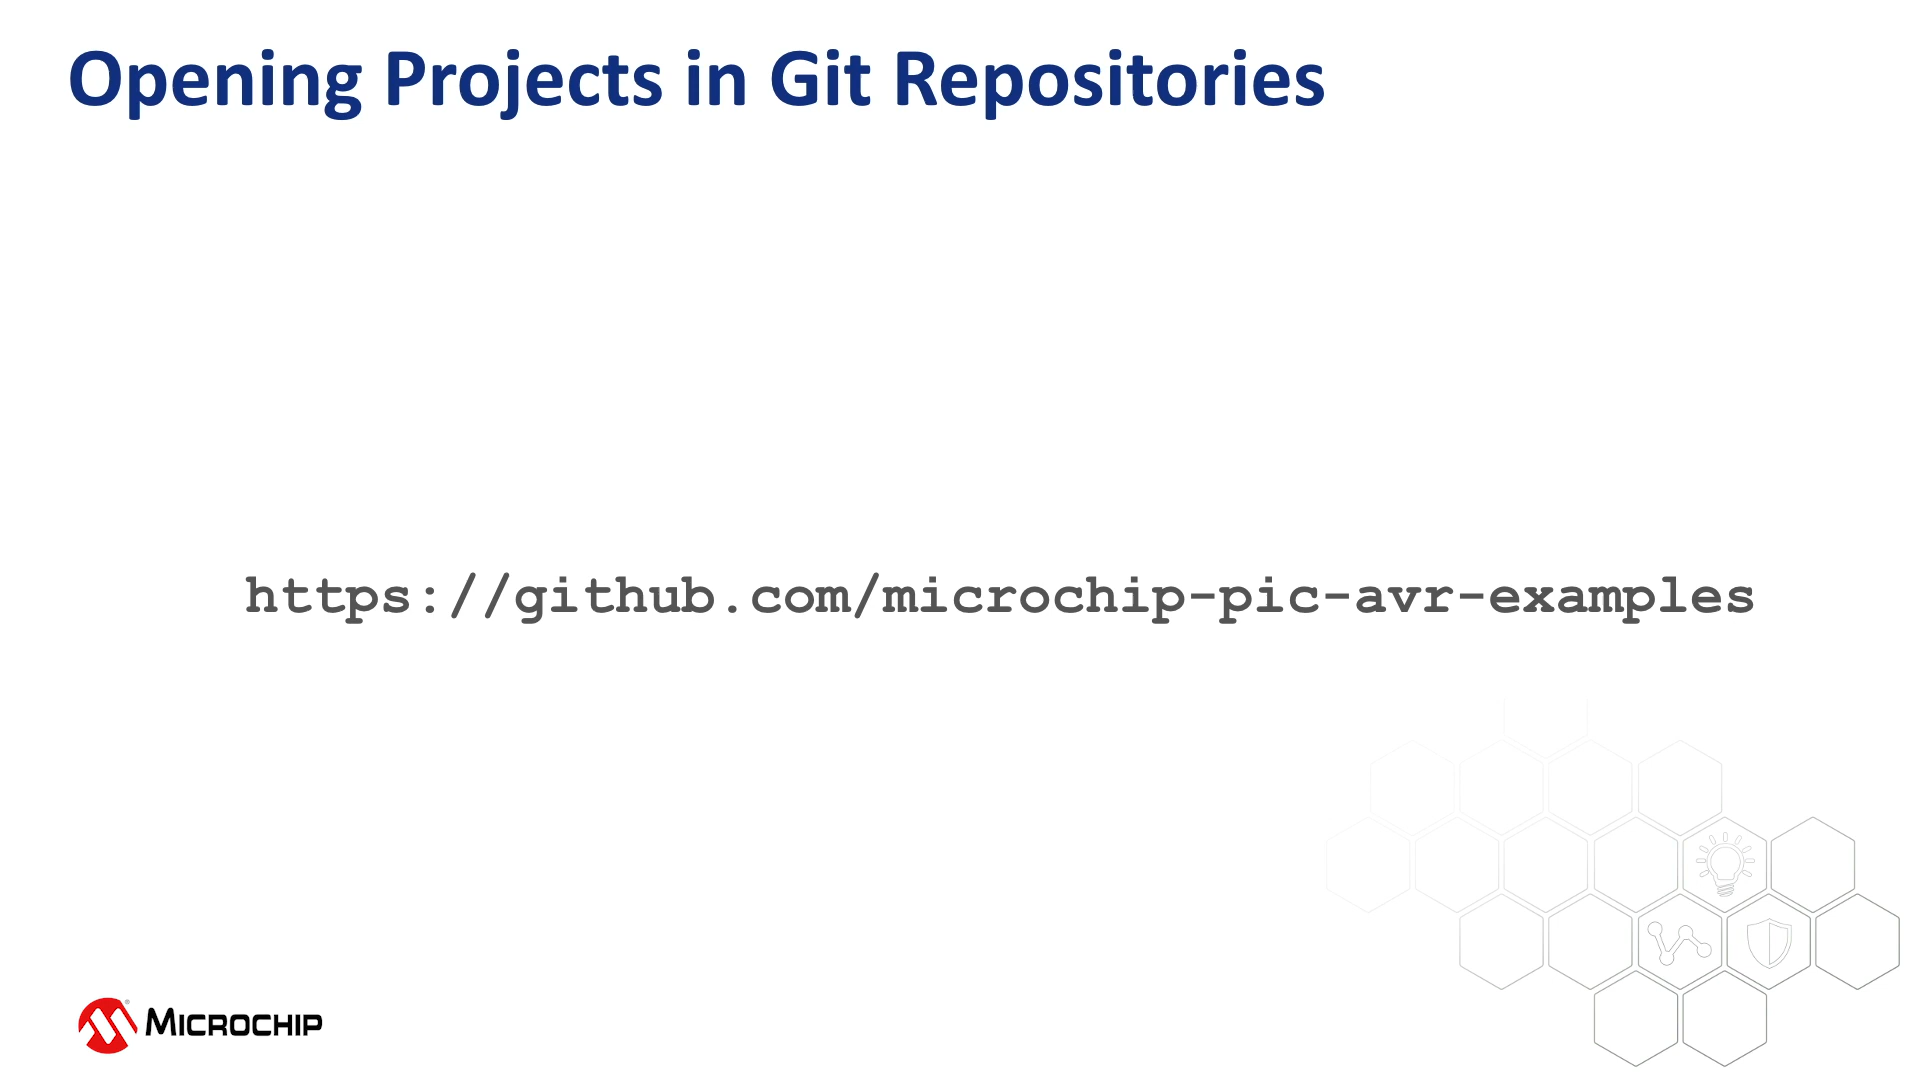 Opening Projects in Git Repositories
https://github.com/microchip-pic-avr-examples
MICROCHIP